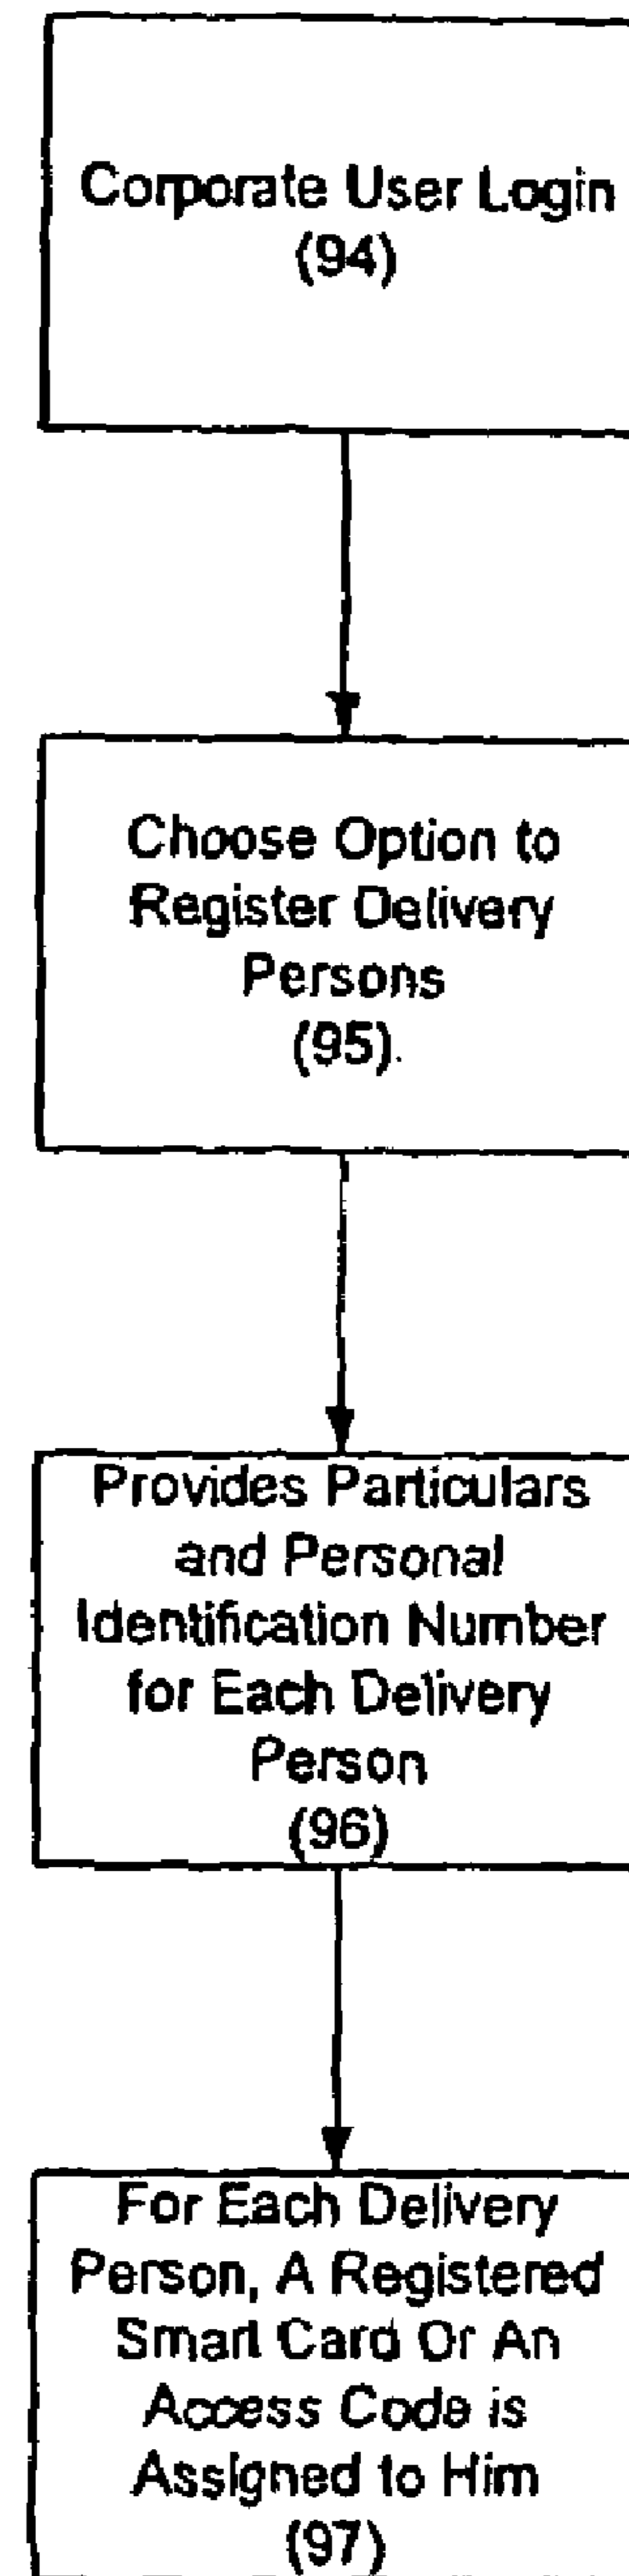 Corporate User Login
(94)
Choose Option to
Register Delivery
Persons
(95).
Provides Particulars
and Personal
Identification Number
for Each Delivery
Person
(96)
For Each Delivery
Person, A Registered
Smart Card Or An
Access Code is
Assigned to Him
(97)